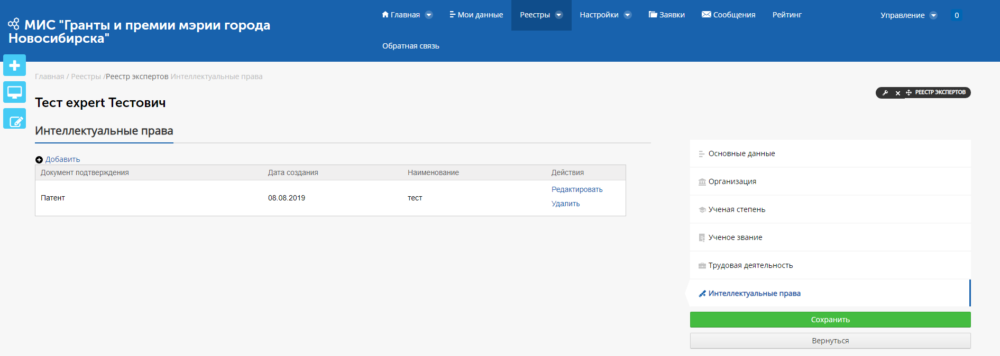 МИС "Гранты и премии мэрии города
Новосибирска"
Главная
Мои данные
Реестры
Настройки
Заявки
Сообщения
Рейтинг
Обратная связь
Управление
0
Главная / Реестры /Реестр экспертов Интеллектуальные права
РЕЕСТР ЭКСПЕРТОВ
Тест expert Тестович
Интеллектуальные права
Добавить
Документ подтверждения Дата создания Наименование Действия
Патент 08.08.2019 тест Редактировать
Удалить
Основные данные
Организация
Ученая степень
Ученое звание
Трудовая деятельность
Интеллектуальные права
Сохранить
Вернуться